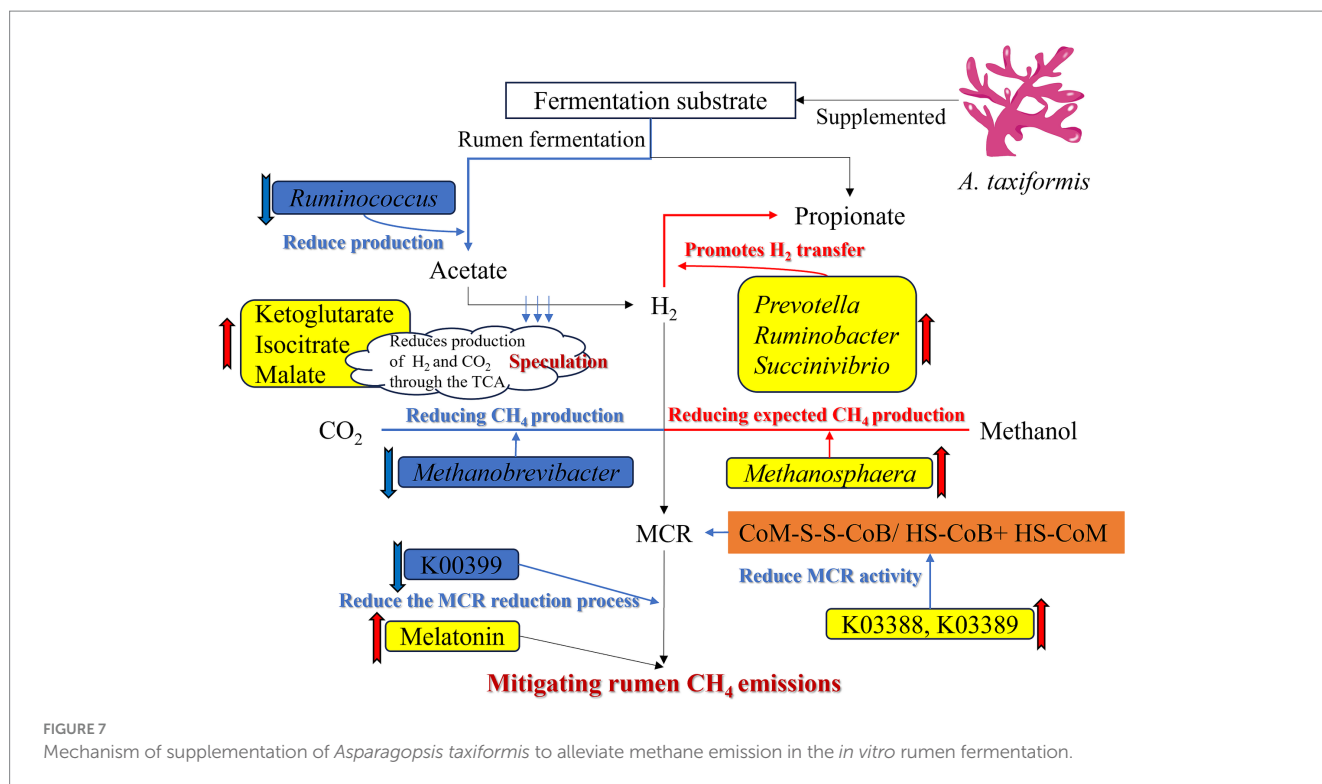 Fermentation substrate
Supplemented
A. taxiformis
Rumen fermentation
Ruminococcus
Reduce production
Propionate
Promotes H₂ transfer
Acetate
H₂
Ketoglutarate
Isocitrate
Malate
Reduces production
of H₂ and CO₂
through the TCA
Speculation
Prevotella
Ruminobacter
Succinivibrio
Reducing CH₄ production
Reducing expected CH₄ production
CO₂
Methanol
Methanobrevibacter
Methanosphaera
MCR
CoM-S-S-CoB/ HS-CoB+ HS-CoM
K00399
Reduce MCR activity
Reduce the MCR reduction process
K03388, K03389
Melatonin
Mitigating rumen CH₄ emissions
FIGURE 7
Mechanism of supplementation of Asparagopsis taxiformis to alleviate methane emission in the in vitro rumen fermentation.